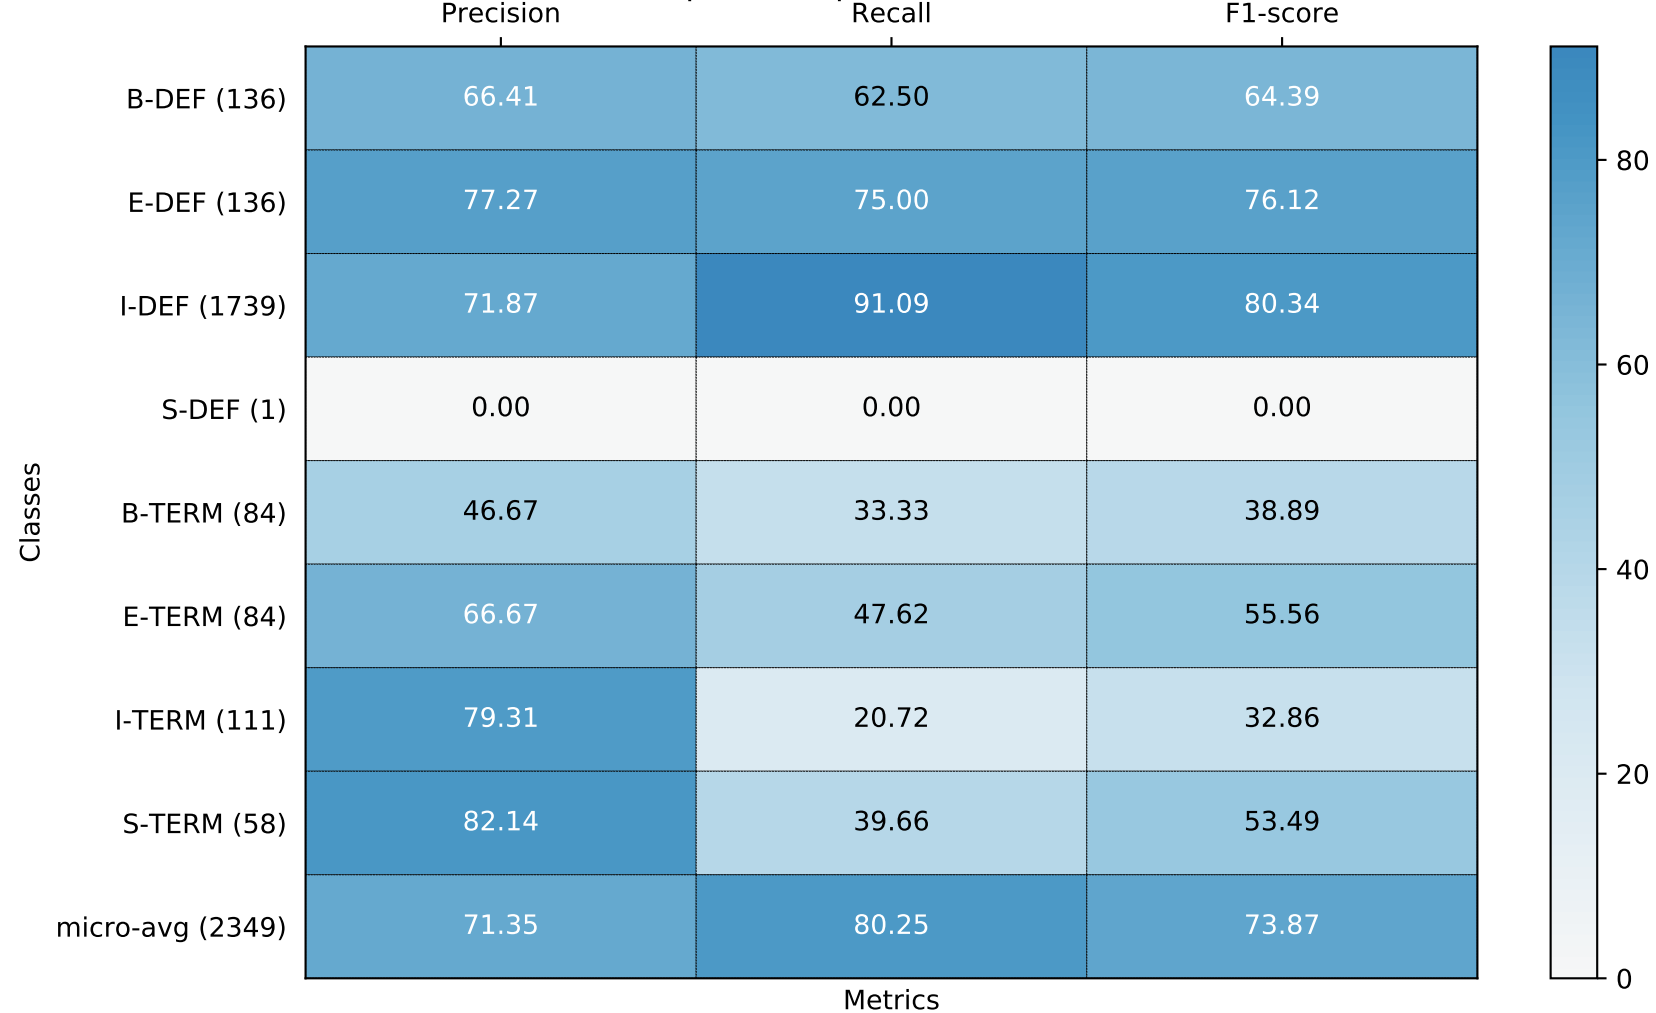 Precision Recall F1-score
B-DEF (136) 66.41 62.50 64.39
E-DEF (136) 77.27 75.00 76.12
I-DEF (1739) 71.87 91.09 80.34
S-DEF (1) 0.00 0.00 0.00
B-TERM (84) 46.67 33.33 38.89
E-TERM (84) 66.67 47.62 55.56
I-TERM (111) 79.31 20.72 32.86
S-TERM (58) 82.14 39.66 53.49
micro-avg (2349) 71.35 80.25 73.87
Classes
Metrics
80
60
40
20
0